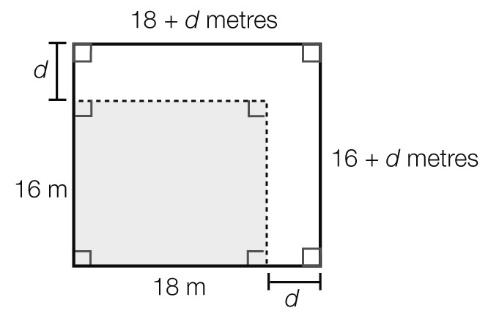 18 + d metres
d
16 + d metres
16 m
18 m
d